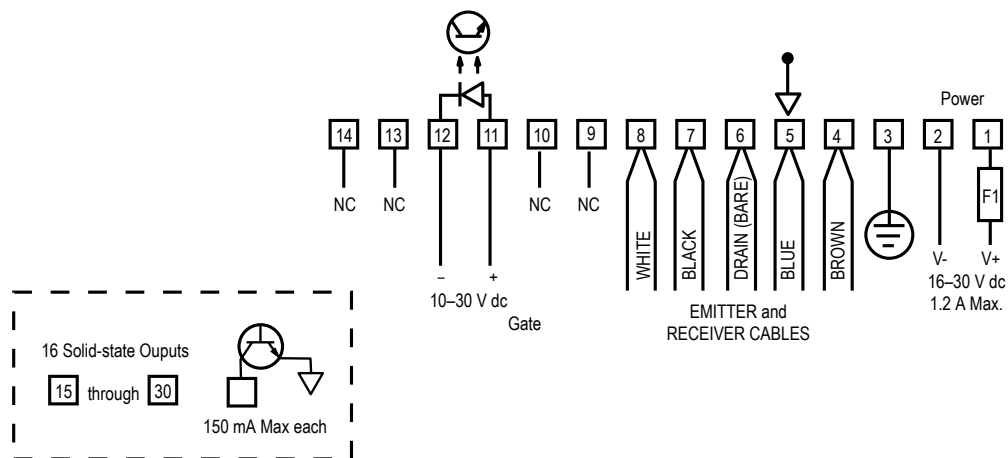 Power
14 13 12 11 10 9 8 7 6 5 4 3 2 1
F1
NC NC NC NC
WHITE
BLACK
DRAIN (BARE)
BLUE
BROWN
– +
10–30 V dc
Gate
V- V+
16–30 V dc
1.2 A Max.
EMITTER and
RECEIVER CABLES
16 Solid-state Ouputs
15 through 30
150 mA Max each